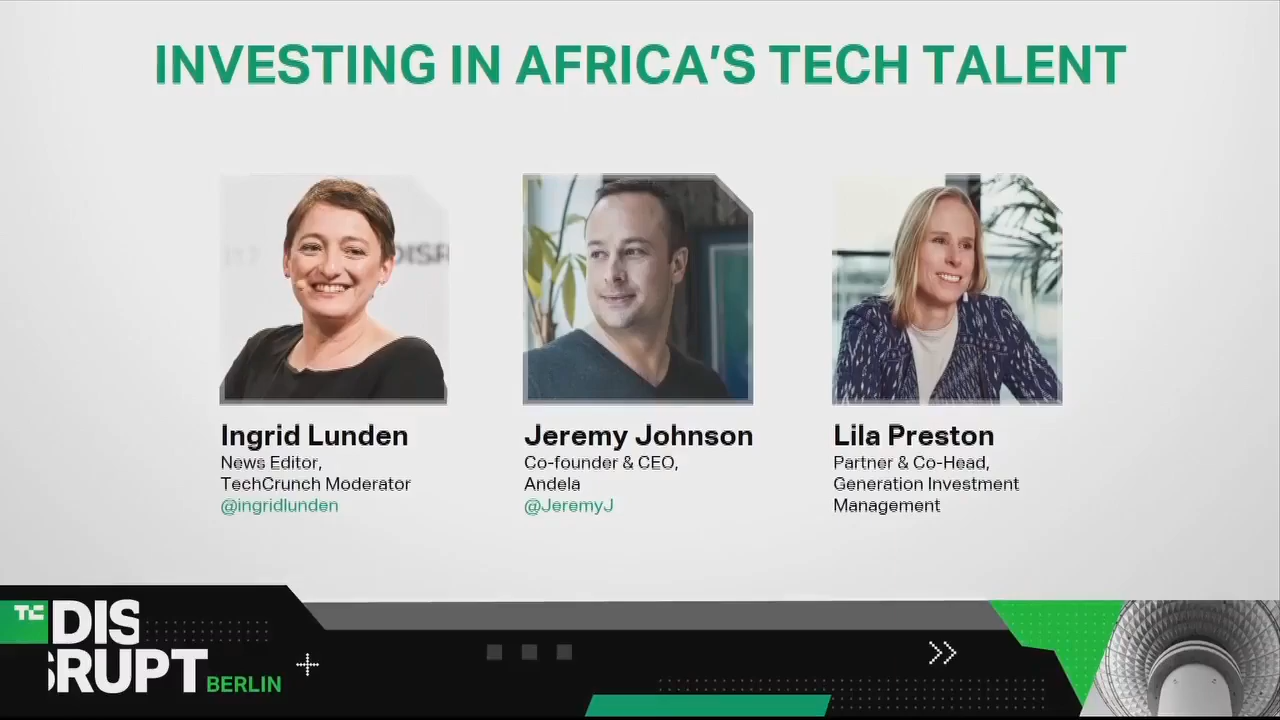 INVESTING IN AFRICA'S TECH TALENT
Ingrid Lunden
News Editor,
TechCrunch Moderator
@ingridlunden
Jeremy Johnson
Co-founder & CEO,
Andela
@JeremyJ
Lila Preston
Partner & Co-Head,
Generation Investment
Management
TC DIS
SRUPT BERLIN